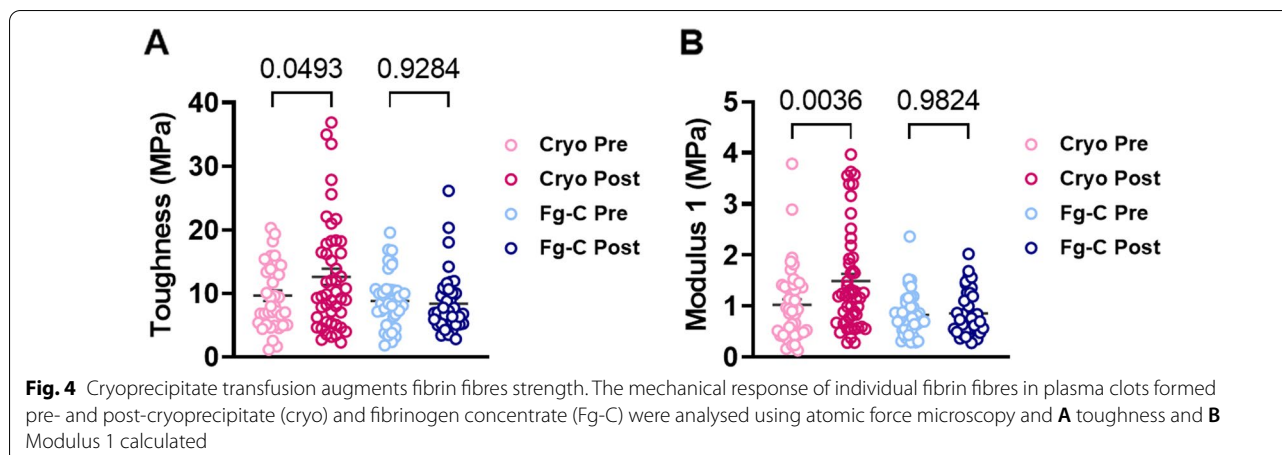 A
B
0.0493 0.9284
0.0036 0.9824
Toughness (MPa)
40
30
20
10
0
Cryo Pre
Cryo Post
Fg-C Pre
Fg-C Post
Modulus 1 (MPa)
5
4
3
2
1
0
Cryo Pre
Cryo Post
Fg-C Pre
Fg-C Post
Fig. 4 Cryoprecipitate transfusion augments fibrin fibres strength. The mechanical response of individual fibrin fibres in plasma clots formed
pre- and post-cryoprecipitate (cryo) and fibrinogen concentrate (Fg-C) were analysed using atomic force microscopy and A toughness and B
Modulus 1 calculated